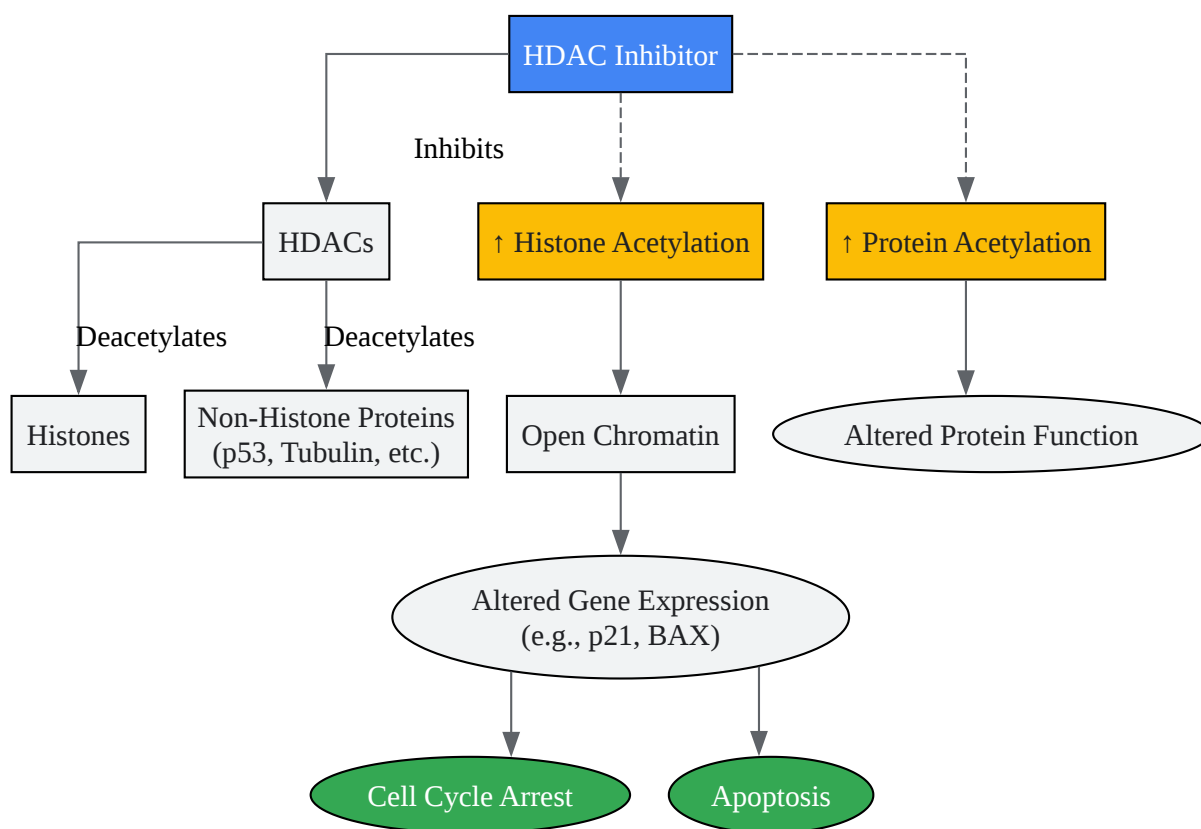 HDAC Inhibitor
Inhibits
HDACs
↑ Histone Acetylation
↑ Protein Acetylation
Deacetylates
Deacetylates
Histones
Non-Histone Proteins
(p53, Tubulin, etc.)
Open Chromatin
Altered Protein Function
Altered Gene Expression
(e.g., p21, BAX)
Cell Cycle Arrest
Apoptosis